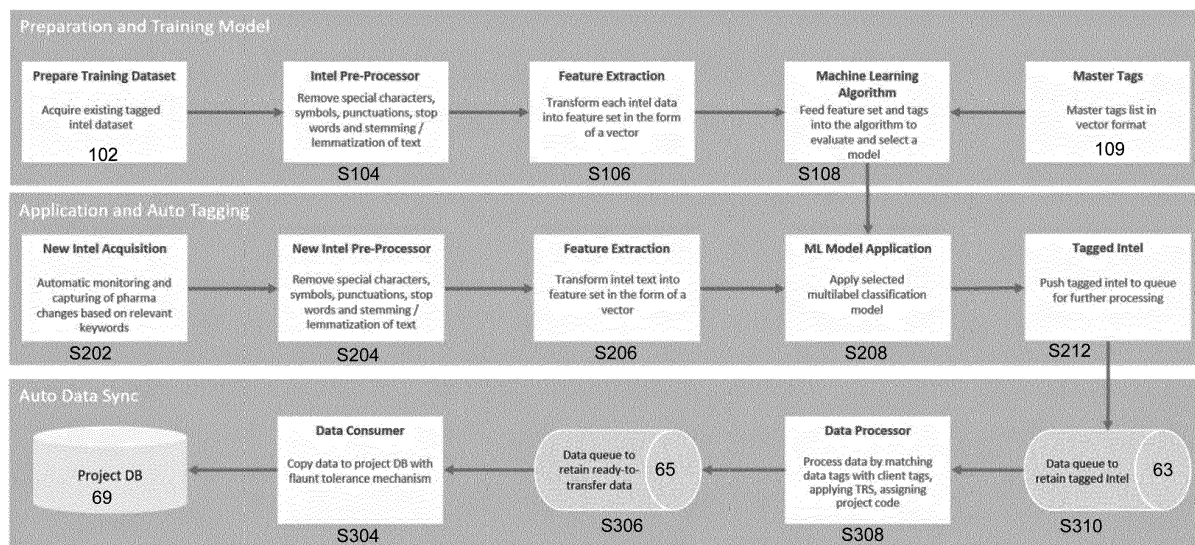 Preparation and Training Model
Prepare Training Dataset
Acquire existing tagged
intel dataset
102
Intel Pre-Processor
Remove special characters,
symbols, punctuations, stop
words and stemming /
lemmatization of text
S104
Feature Extraction
Transform each intel data
into feature set in the form
of a vector
S106
Machine Learning
Algorithm
Feed feature set and tags
into the algorithm to
evaluate and select a
model
S108
Master Tags
Master tags list in
vector format
109
Application and Auto Tagging
New Intel Acquisition
Automatic monitoring and
capturing of pharma
changes based on relevant
keywords
S202
New Intel Pre-Processor
Remove special characters,
symbols, punctuations, stop
words and stemming /
lemmatization of text
S204
Feature Extraction
Transform intel text into
feature set in the form of a
vector
S206
ML Model Application
Apply selected
multilabel classification
model
S208
Tagged Intel
Push tagged intel to queue
for further processing
S212
Auto Data Sync
Project DB
69
Data Consumer
Copy data to project DB with
flaunt tolerance mechanism
S304
Data queue to
retain ready-to-
transfer data
65
S306
Data Processor
Process data by matching
data tags with client tags,
applying TRS, assigning
project code
S308
Data queue to
retain tagged Intel
63
S310